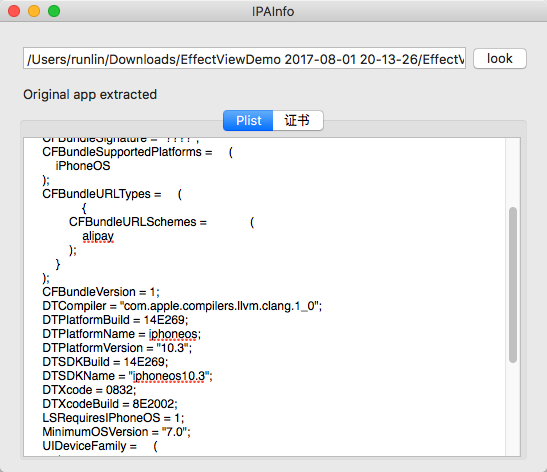 IPAInfo
/Users/runlin/Downloads/EffectViewDemo 2017-08-01 20-13-26/EffectV
look
Original app extracted
Plist
证书
CFBundleSignature = "????";
CFBundleSupportedPlatforms = (
iPhoneOS
);
CFBundleURLTypes = (
{
CFBundleURLSchemes = (
alipay
);
}
);
CFBundleVersion = 1;
DTCompiler = "com.apple.compilers.llvm.clang.1_0";
DTPlatformBuild = 14E269;
DTPlatformName = iphoneos;
DTPlatformVersion = "10.3";
DTSDKBuild = 14E269;
DTSDKName = "iphoneos10.3";
DTXcode = 0832;
DTXcodeBuild = 8E2002;
LSRequiresIPhoneOS = 1;
MinimumOSVersion = "7.0";
UIDeviceFamily = (